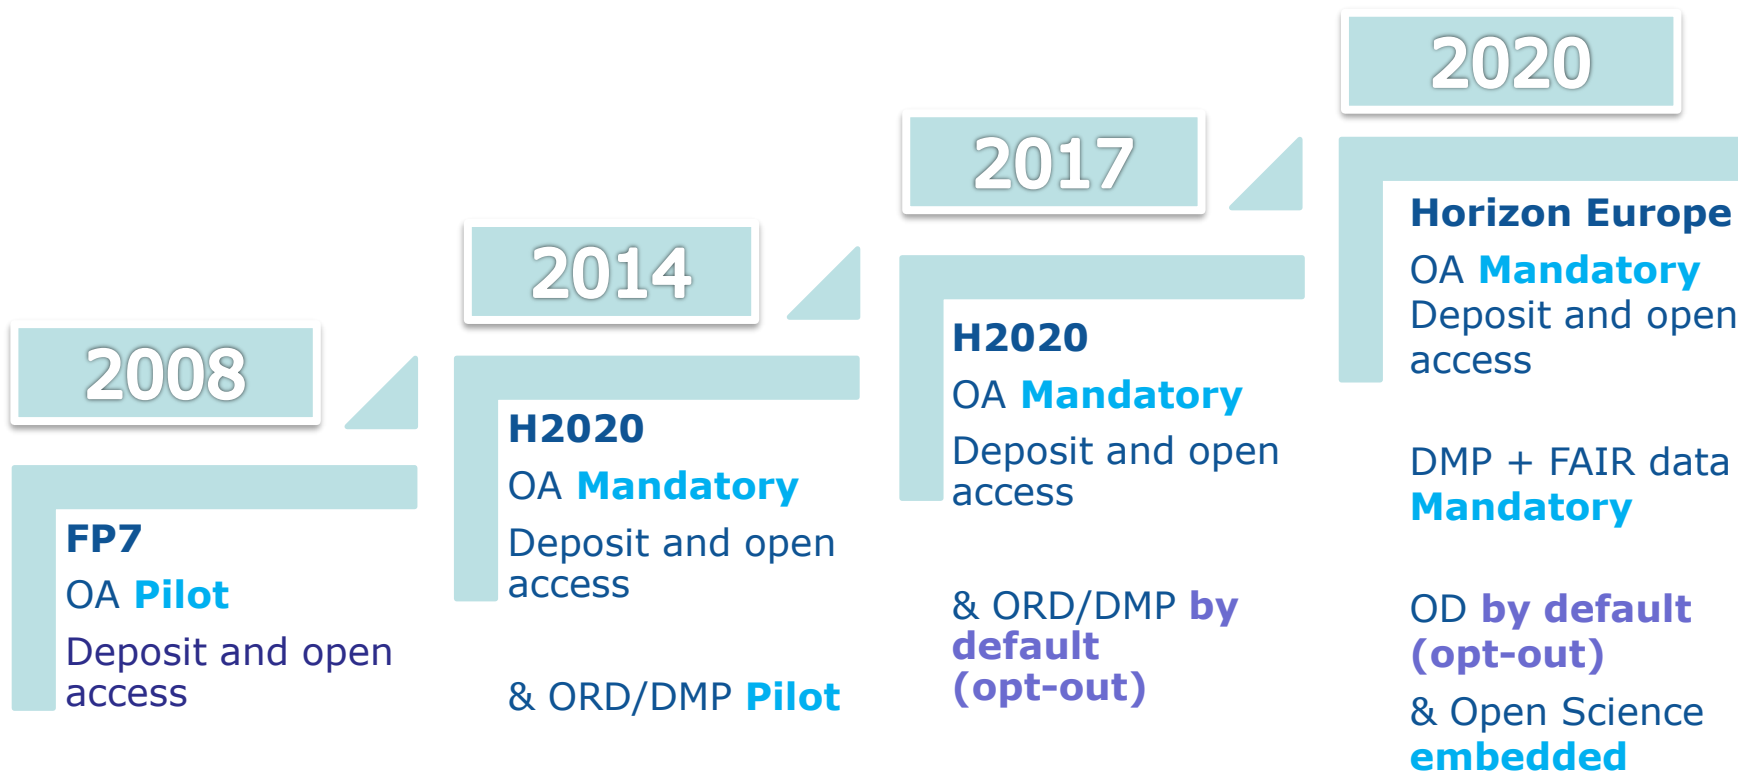 2008
FP7
OA Pilot
Deposit and open
access
2014
H2020
OA Mandatory
Deposit and open
access
& ORD/DMP Pilot
2017
H2020
OA Mandatory
Deposit and open
access
& ORD/DMP by
default
(opt-out)
2020
Horizon Europe
OA Mandatory
Deposit and open
access
DMP + FAIR data
Mandatory
OD by default
(opt-out)
& Open Science
embedded